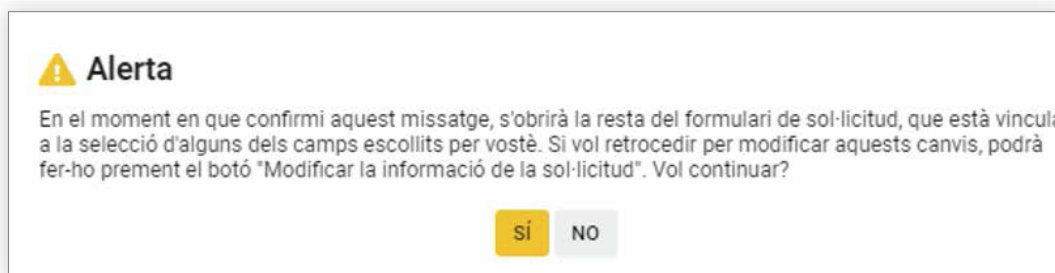 Alerta
En el moment en que confirmi aquest missatge, s'obrirà la resta del formulari de sol·licitud, que està vincula
a la selecció d'alguns dels camps escollits per vostè. Si vol retrocedir per modificar aquests canvis, podrà
fer-ho prement el botó "Modificar la informació de la sol·licitud". Vol continuar?
SÍ NO